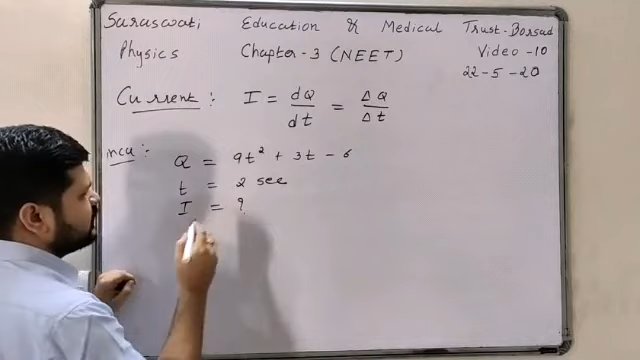 Saraswati Education & Medical Trust-Borsad
Physics Chapter-3 (NEET) Video-10
22-5-20
Current: I = dQ/dt = ΔQ/Δt
Q = 9t² + 3t - 6
t = 2 sec
I = ?